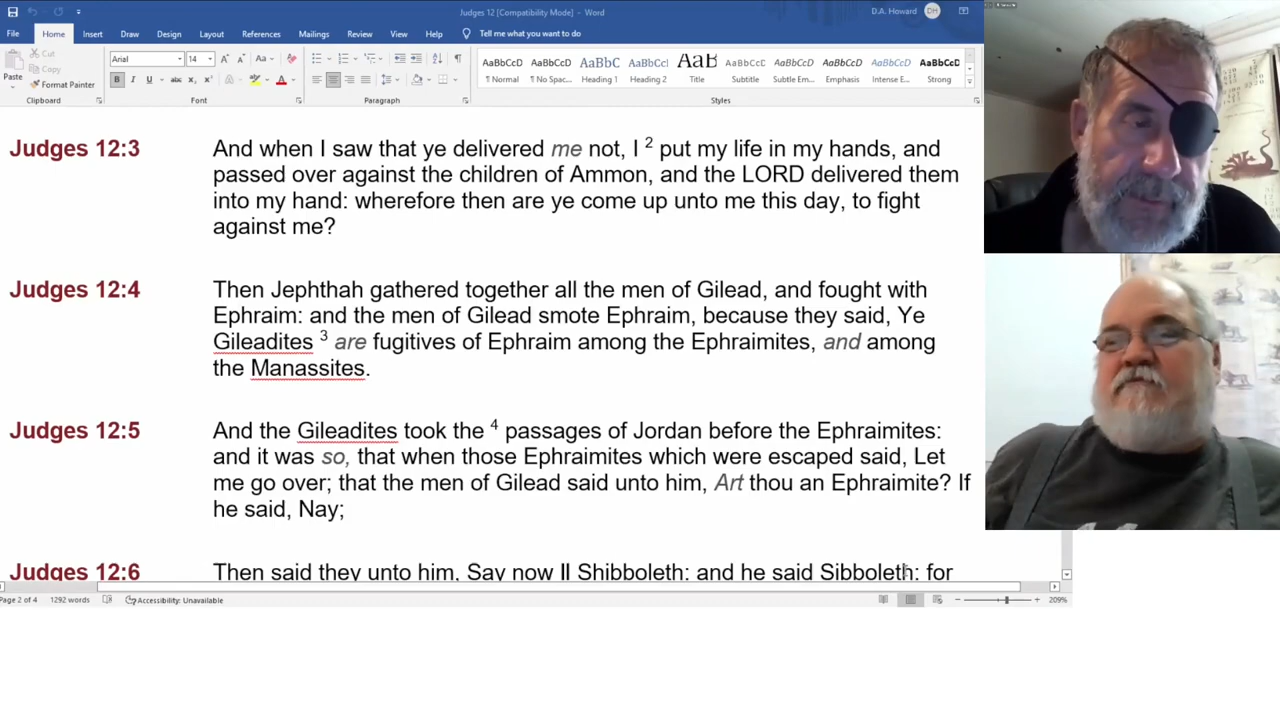 Judges 12 [Compatibility Mode] - Word
D.A. Howard DH
File Home Insert Draw Design Layout References Mailings Review View Help Tell me what you want to do
Paste
Cut
Copy
Format Painter
Arial 14
Aa
B I U abc x₂ x²
AaBbCcD AaBbCcD AaBbC AaBbCcC AaB AaBbCcD AaBbCcD AaBbCcD AaBbCcD AaBbCcD
¶ Normal ¶ No Spac... Heading 1 Heading 2 Title Subtitle Subtle Em... Emphasis Intense E... Strong
Clipboard Font Paragraph Styles
Judges 12:3 And when I saw that ye delivered me not, I ² put my life in my hands, and
passed over against the children of Ammon, and the LORD delivered them
into my hand: wherefore then are ye come up unto me this day, to fight
against me?
Judges 12:4 Then Jephthah gathered together all the men of Gilead, and fought with
Ephraim: and the men of Gilead smote Ephraim, because they said, Ye
Gileadites ³ are fugitives of Ephraim among the Ephraimites, and among
the Manassites.
Judges 12:5 And the Gileadites took the ⁴ passages of Jordan before the Ephraimites:
and it was so, that when those Ephraimites which were escaped said, Let
me go over; that the men of Gilead said unto him, Art thou an Ephraimite? If
he said, Nay;
Judges 12:6 Then said they unto him, Say now II Shibboleth: and he said Sibboleth: for
Page 2 of 4 1292 words Accessibility: Unavailable 209%